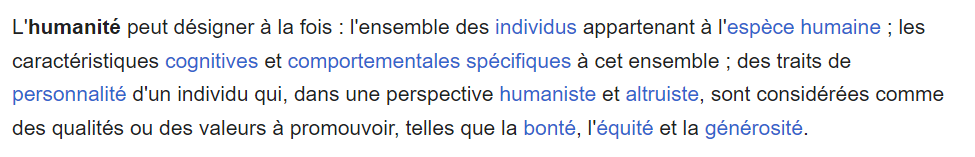 L'humanité peut désigner à la fois : l'ensemble des individus appartenant à l'espèce humaine ; les
caractéristiques cognitives et comportementales spécifiques à cet ensemble ; des traits de
personnalité d'un individu qui, dans une perspective humaniste et altruiste, sont considérées comme
des qualités ou des valeurs à promouvoir, telles que la bonté, l'équité et la générosité.